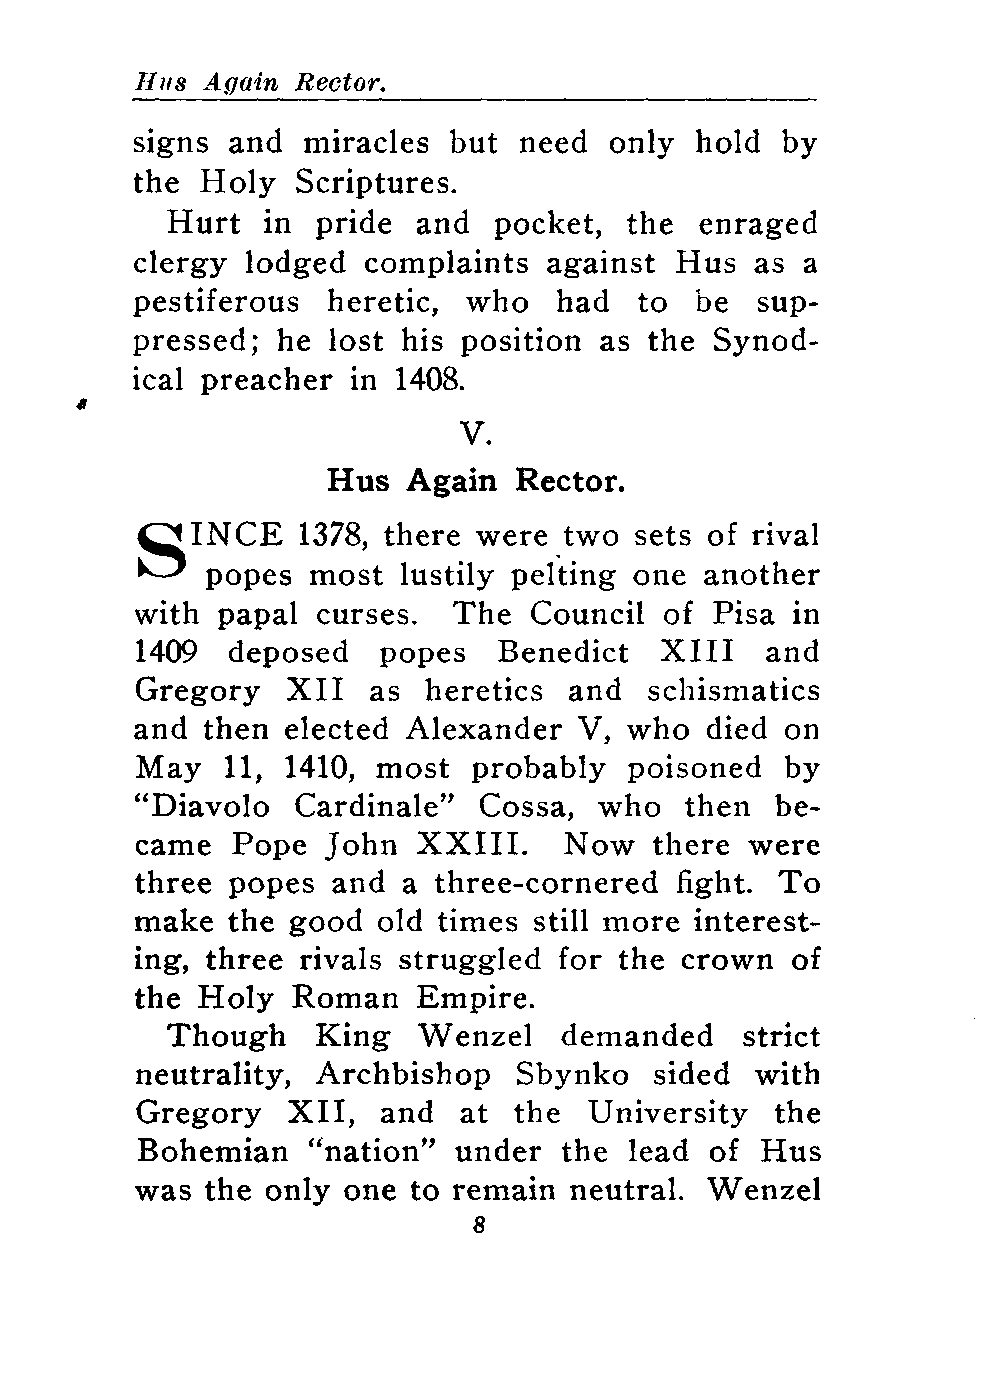 Hus Again Rector.
signs and miracles but need only hold by
the Holy Scriptures.
Hurt in pride and pocket, the enraged
clergy lodged complaints against Hus as a
pestiferous heretic, who had to be sup-
pressed; he lost his position as the Synod-
ical preacher in 1408.
V.
Hus Again Rector.
SINCE 1378, there were two sets of rival
popes most lustily pelting one another
with papal curses. The Council of Pisa in
1409 deposed popes Benedict XIII and
Gregory XII as heretics and schismatics
and then elected Alexander V, who died on
May 11, 1410, most probably poisoned by
“Diavolo Cardinale” Cossa, who then be-
came Pope John XXIII. Now there were
three popes and a three-cornered fight. To
make the good old times still more interest-
ing, three rivals struggled for the crown of
the Holy Roman Empire.
Though King Wenzel demanded strict
neutrality, Archbishop Sbynko sided with
Gregory XII, and at the University the
Bohemian “nation” under the lead of Hus
was the only one to remain neutral. Wenzel
8